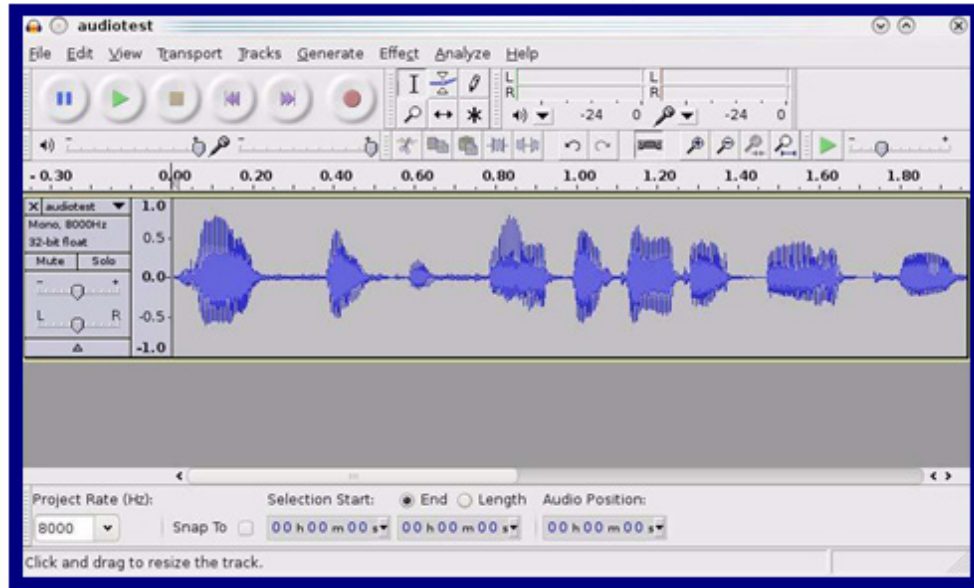 audiotest
File Edit View Transport Tracks Generate Effect Analyze Help
L L
R R
-24 0 -24 0
- 0.30 0.00 0.20 0.40 0.60 0.80 1.00 1.20 1.40 1.60 1.80
X audiotest 1.0
Mono, 8000Hz
32-bit float 0.5
Mute Solo
- + 0.0
L R -0.5
-1.0
Project Rate (Hz): Selection Start: End Length Audio Position:
8000 Snap To 00 h 00 m 00 s 00 h 00 m 00 s 00 h 00 m 00 s
Click and drag to resize the track.